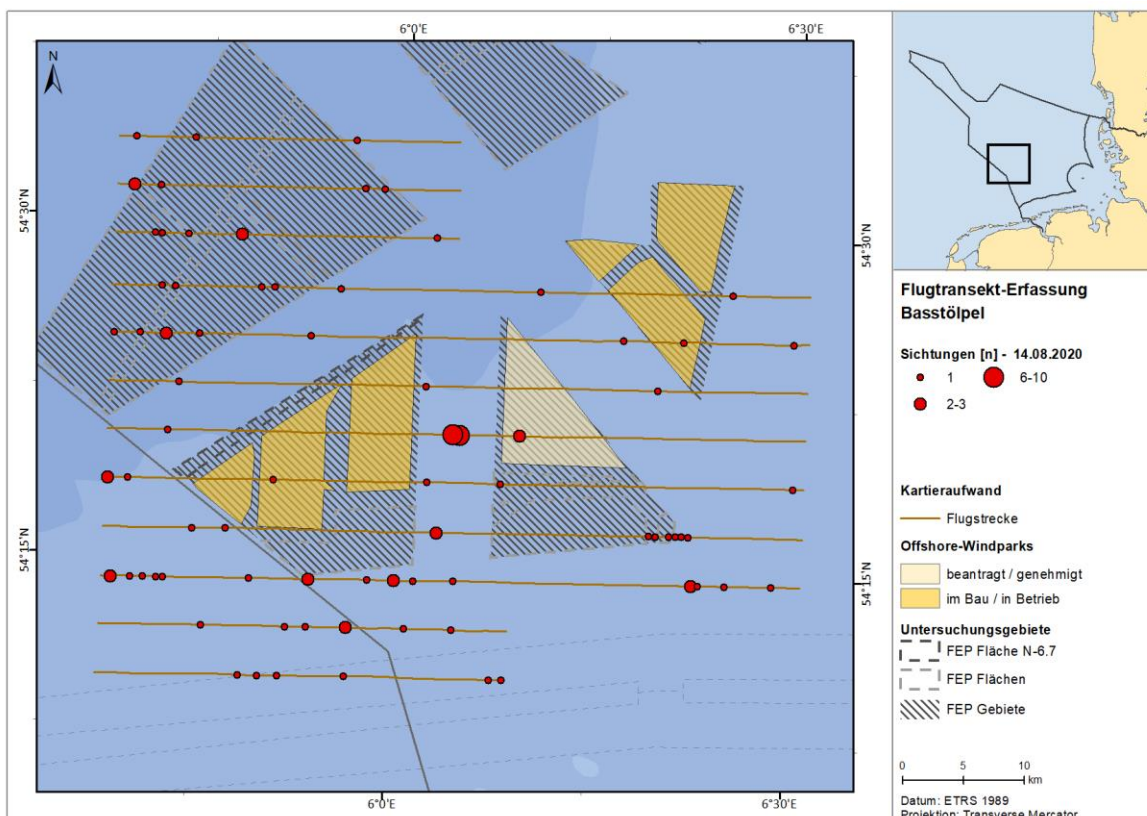 6°0'E
6°30'E
N
54°30'N
54°30'N
54°15'N
54°15'N
6°0'E
6°30'E
Flugtransekt-Erfassung
Basstölpel
Sichtungen [n] - 14.08.2020
1
6-10
2-3
Kartieraufwand
Flugstrecke
Offshore-Windparks
beantragt / genehmigt
im Bau / in Betrieb
Untersuchungsgebiete
FEP Fläche N-6.7
FEP Flächen
FEP Gebiete
0 5 10
km
Datum: ETRS 1989
Projektion: Transverse Mercator